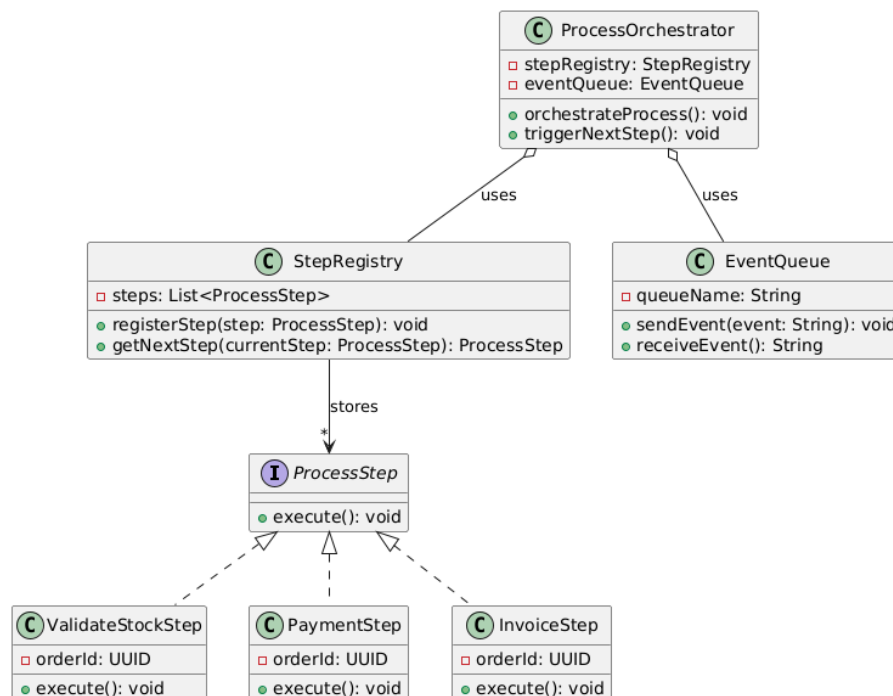 C ProcessOrchestrator
stepRegistry: StepRegistry
eventQueue: EventQueue
orchestrateProcess(): void
triggerNextStep(): void
uses
uses
C StepRegistry
steps: List<ProcessStep>
registerStep(step: ProcessStep): void
getNextStep(currentStep: ProcessStep): ProcessStep
C EventQueue
queueName: String
sendEvent(event: String): void
receiveEvent(): String
stores
*
I ProcessStep
execute(): void
C ValidateStockStep
orderId: UUID
execute(): void
C PaymentStep
orderId: UUID
execute(): void
C InvoiceStep
orderId: UUID
execute(): void